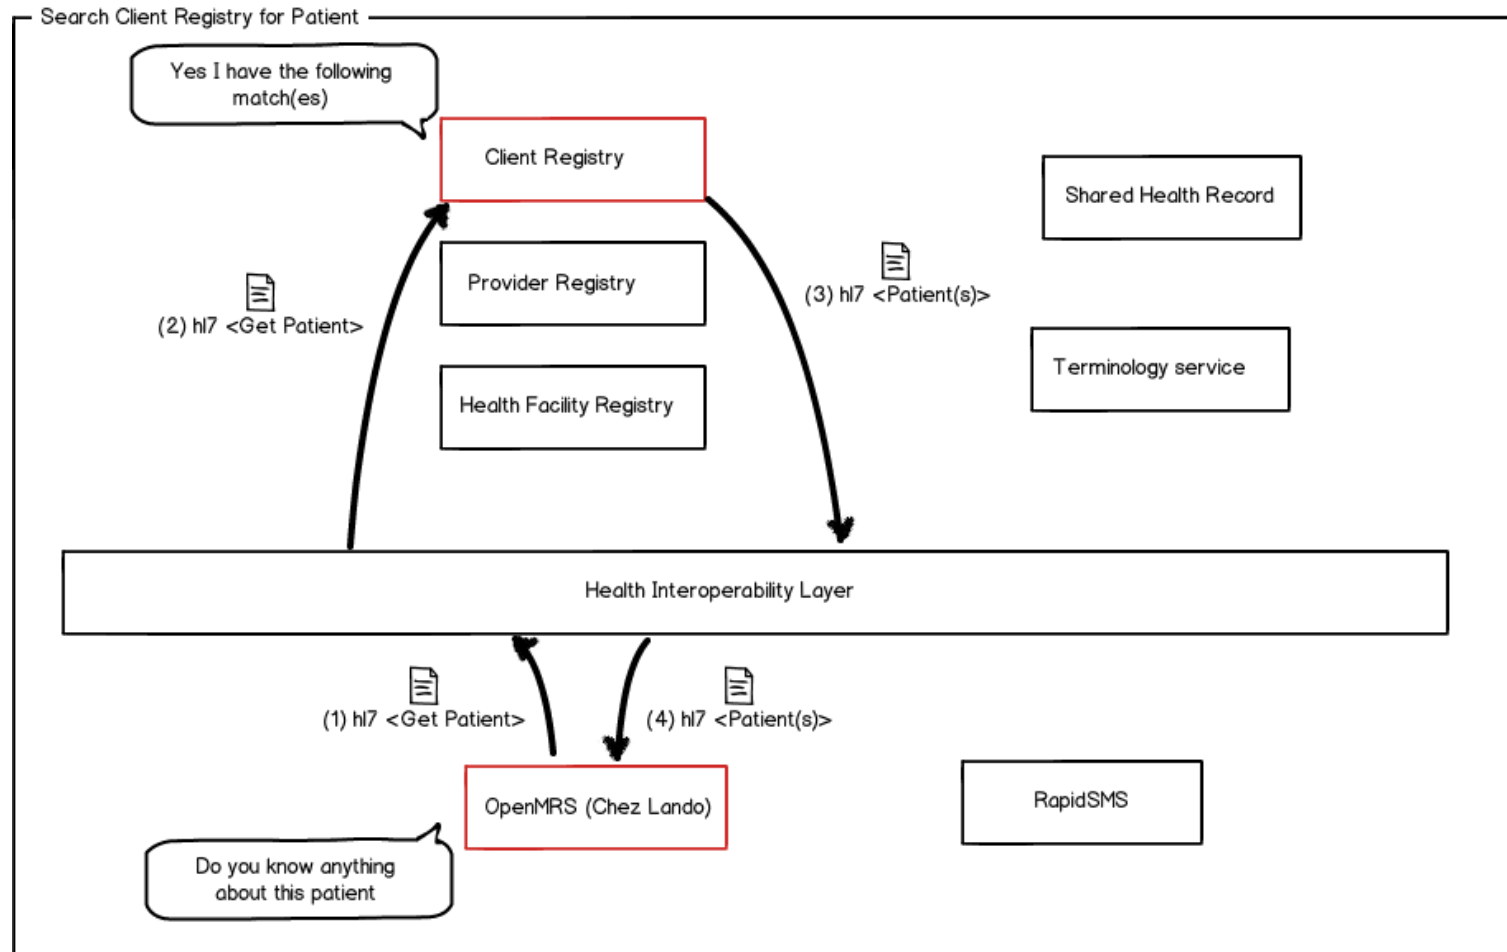 Search Client Registry for Patient
Yes I have the following
match(es)
Client Registry
Shared Health Record
Provider Registry
(2) hl7 <Get Patient>
(3) hl7 <Patient(s)>
Terminology service
Health Facility Registry
Health Interoperability Layer
(1) hl7 <Get Patient>
(4) hl7 <Patient(s)>
OpenMRS (Chez Lando)
RapidSMS
Do you know anything
about this patient